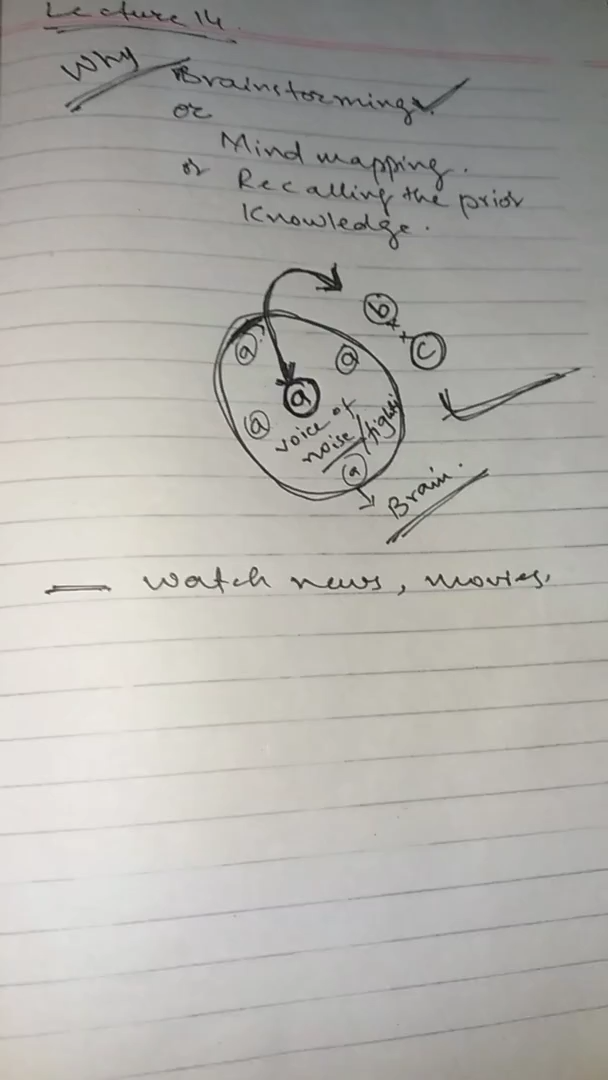 Lecture 14
Why
Brainstorming
or
Mind mapping.
or Recalling the prior
Knowledge.
b
c
a
a
a
a
voice of
noise/
a
Brain.
— Watch news, movies,